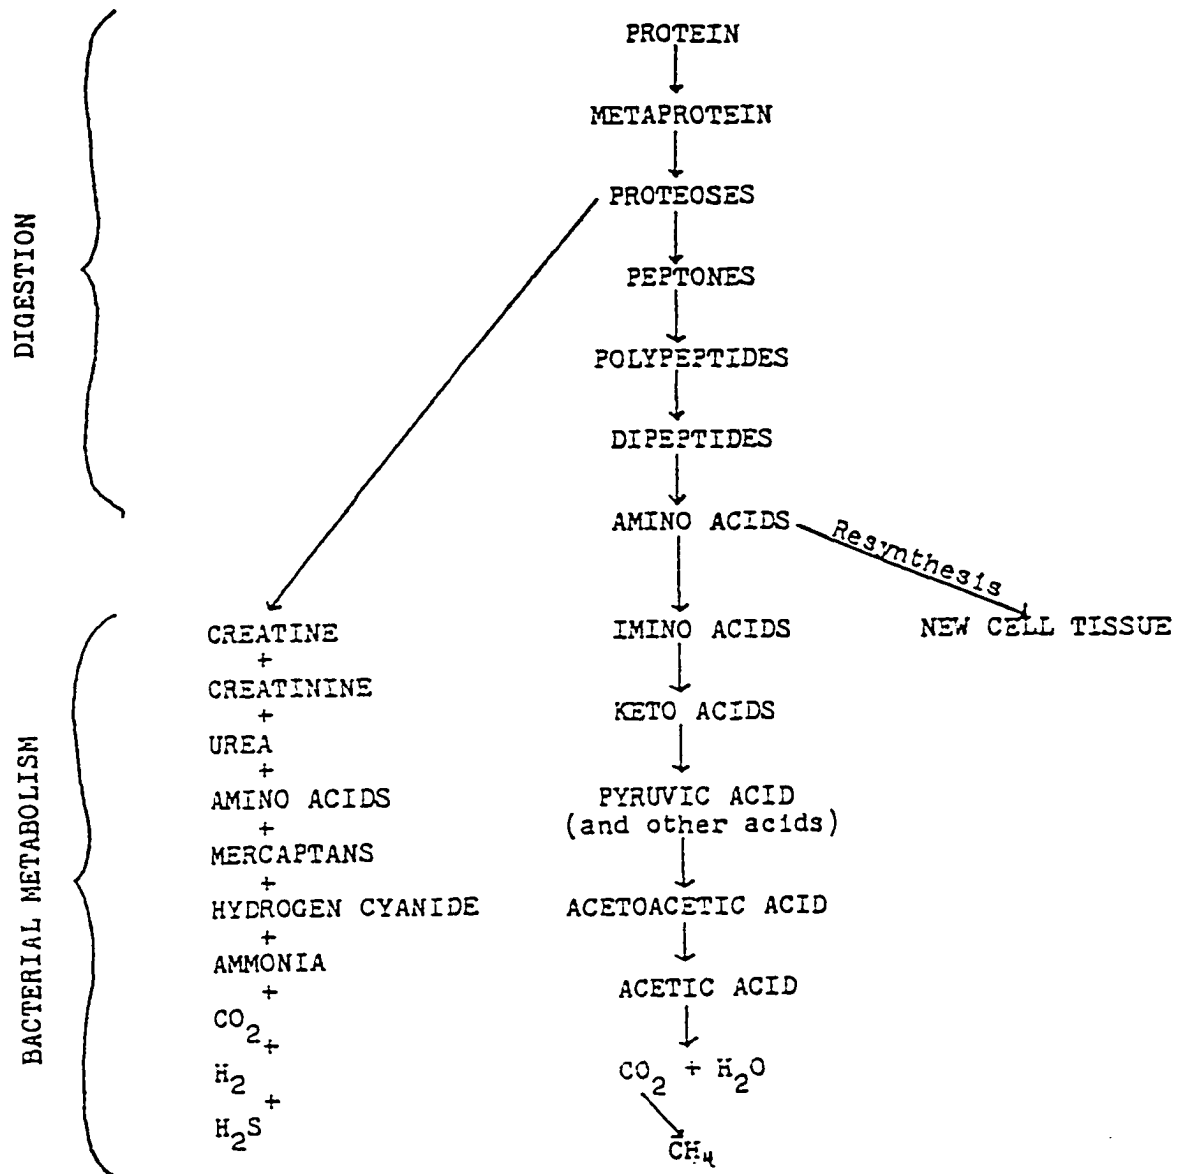 DIGESTION
PROTEIN
METAPROTEIN
PROTEOSES
PEPTONES
POLYPEPTIDES
DIPEPTIDES
AMINO ACIDS
Resynthesis
NEW CELL TISSUE
BACTERIAL METABOLISM
CREATINE
+
CREATININE
+
UREA
+
AMINO ACIDS
+
MERCAPTANS
+
HYDROGEN CYANIDE
+
AMMONIA
+
CO2
+
H2
+
H2S
IMINO ACIDS
KETO ACIDS
PYRUVIC ACID
(and other acids)
ACETOACETIC ACID
ACETIC ACID
CO2 + H2O
CH4